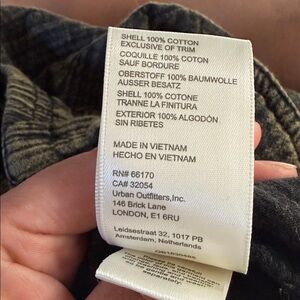 SHELL 100% COTTON
EXCLUSIVE OF TRIM
COQUILLE 100% COTON
SAUF BORDURE
OBERSTOFF 100% BAUMWOLLE
AUSSER BESATZ
SHELL 100% COTONE
TRANNE LA FINITURA
EXTERIOR 100% ALGODÓN
SIN RIBETES
MADE IN VIETNAM
HECHO EN VIETNAM
RN# 66170
CA# 32054
Urban Outfitters,Inc.
146 Brick Lane
LONDON, E1 6RU
Leidsestraat 32, 1017 PB
Amsterdam, Netherlands